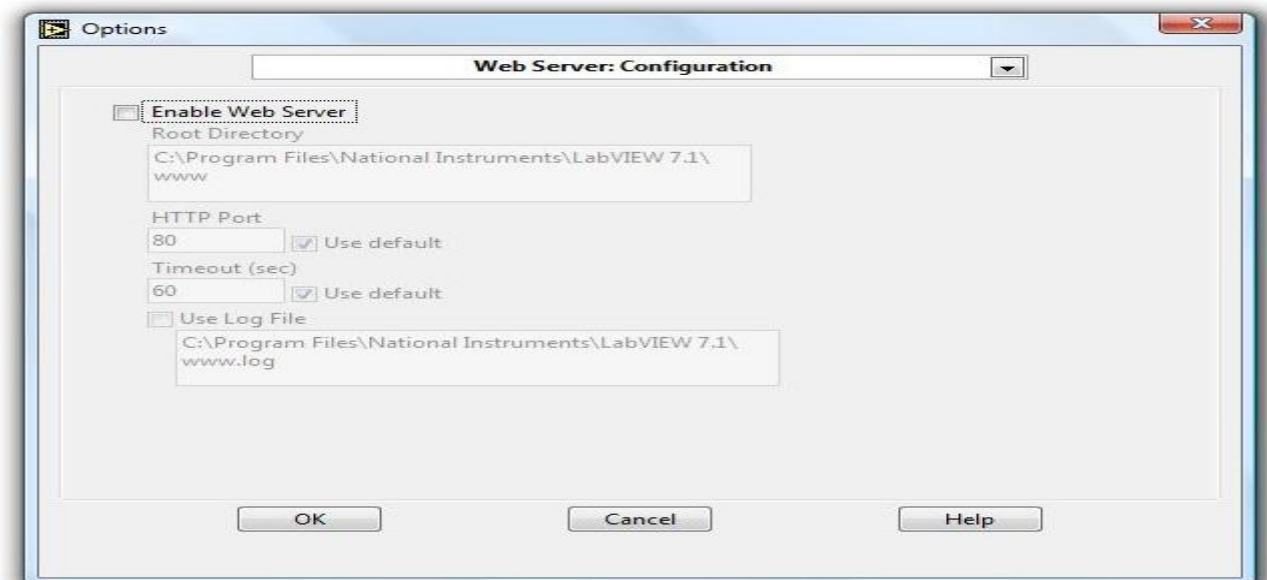 Options
Web Server: Configuration
Enable Web Server
Root Directory
C:\Program Files\National Instruments\LabVIEW 7.1\
www
HTTP Port
80 Use default
Timeout (sec)
60 Use default
Use Log File
C:\Program Files\National Instruments\LabVIEW 7.1\
www.log
OK Cancel Help